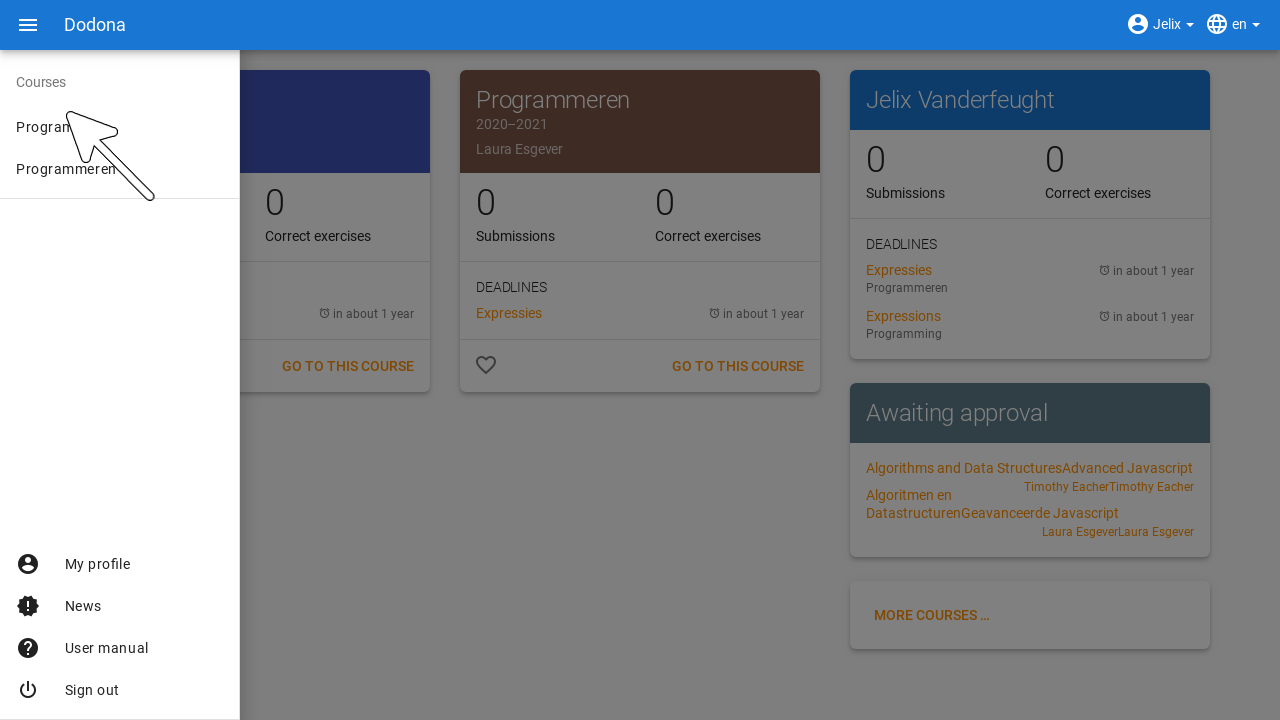 Dodona
Jelix
en
Courses
Programmeren
My profile
News
User manual
Sign out
0
Correct exercises
in about 1 year
GO TO THIS COURSE
Programmeren
2020–2021
Laura Esgever
0
Submissions
0
Correct exercises
DEADLINES
Expressies
in about 1 year
GO TO THIS COURSE
Jelix Vanderfeught
0
Submissions
0
Correct exercises
DEADLINES
Expressies
in about 1 year
Programmeren
Expressions
in about 1 year
Programming
Awaiting approval
Algorithms and Data StructuresAdvanced Javascript
Timothy EacherTimothy Eacher
Algoritmen en
DatastructurenGeavanceerde Javascript
Laura EsgeverLaura Esgever
MORE COURSES …